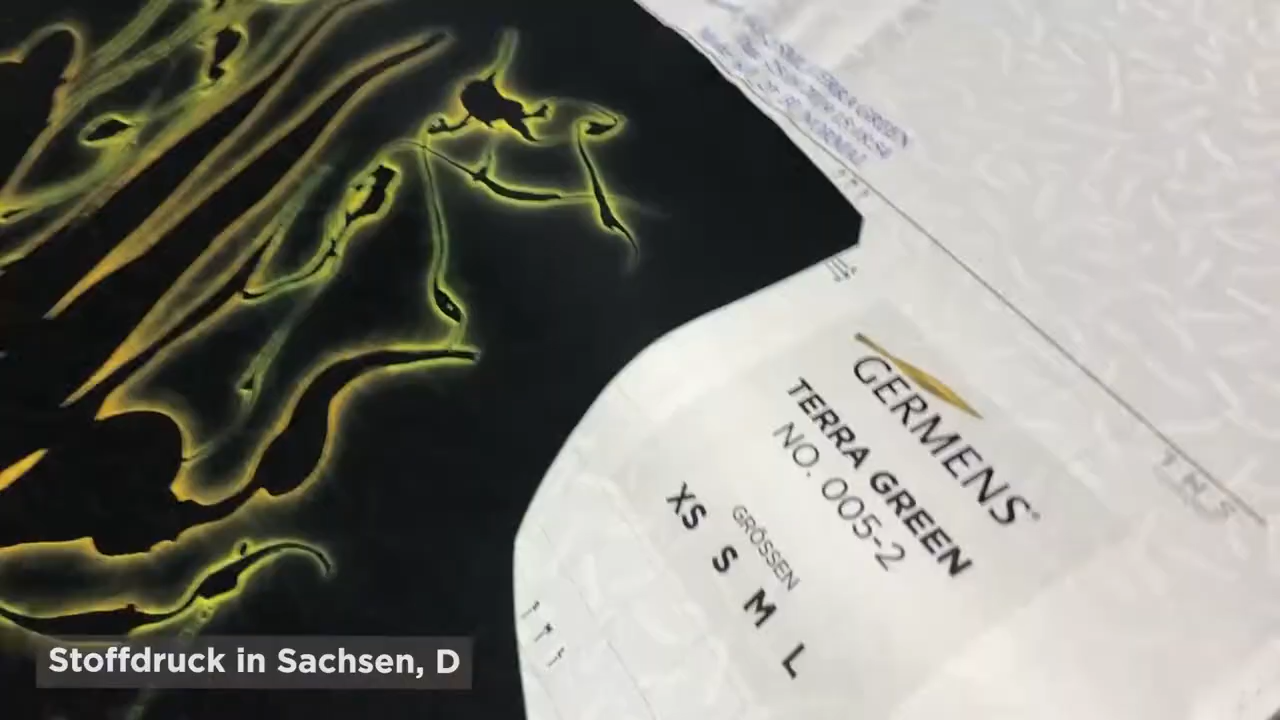 GERMENS®
TERRA GREEN
NO. 005-2
GRÖSSEN
XS S M L
Stoffdruck in Sachsen, D